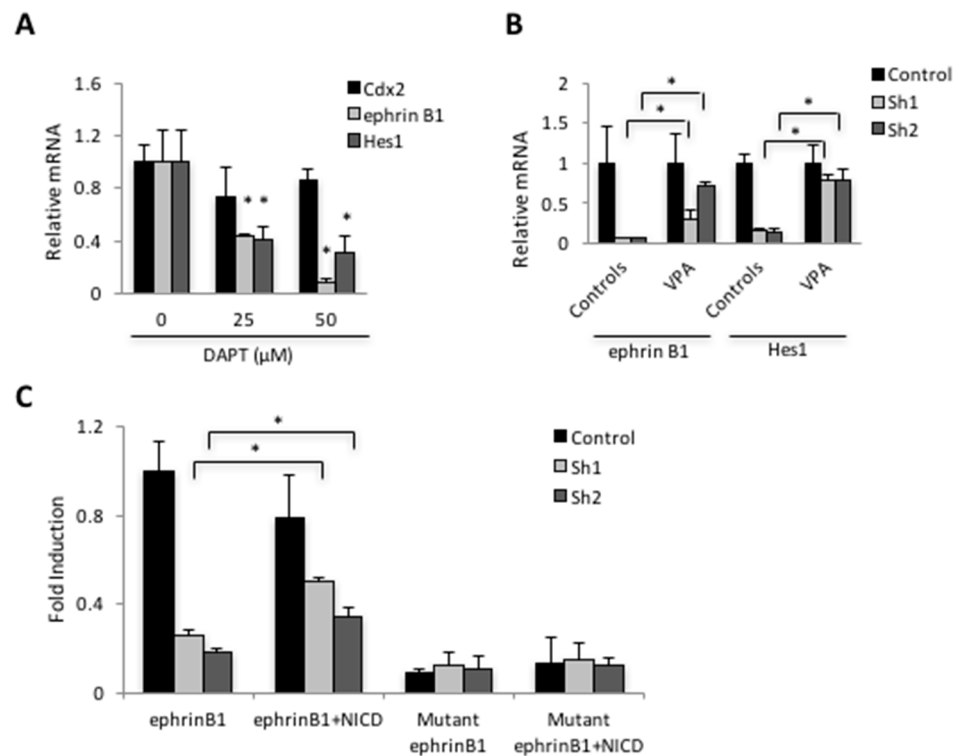 A
Relative mRNA
1.6
1.2
0.8
0.4
0
Cdx2
ephrin B1
Hes1
* *
*
*
0 25 50
DAPT (µM)
B
Relative mRNA
2
1.5
1
0.5
0
Control
Sh1
Sh2
*
*
*
*
Controls VPA Controls VPA
ephrin B1 Hes1
C
Fold Induction
1.2
0.8
0.4
0
Control
Sh1
Sh2
*
*
ephrinB1 ephrinB1+NICD Mutant Mutant
ephrinB1 ephrinB1+NICD